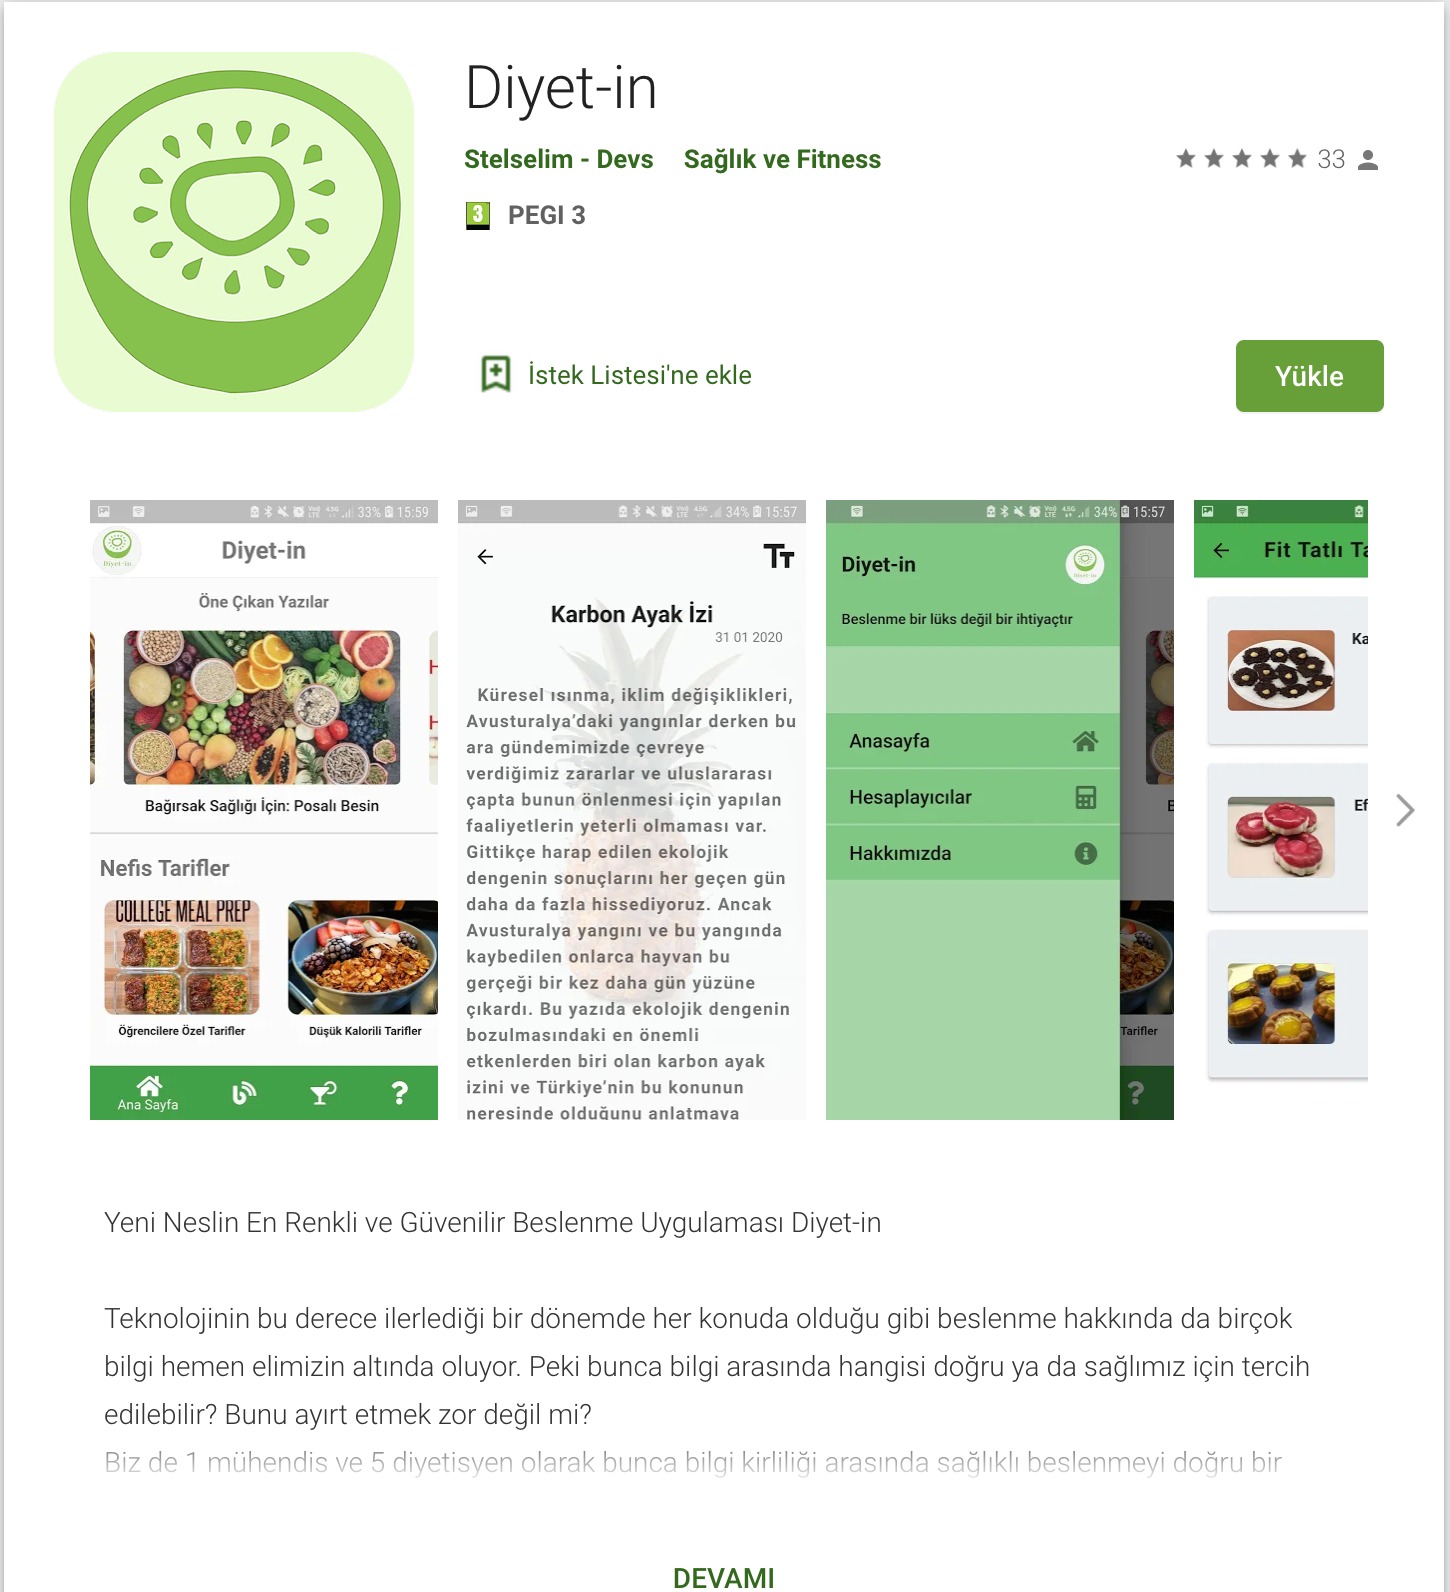 Diyet-in
Stelselim - Devs Sağlık ve Fitness
33
3 PEGI 3
İstek Listesi'ne ekle
Yükle
33% 15:59
Diyet-in
Diyet-in
Öne Çıkan Yazılar
Bağırsak Sağlığı İçin: Posalı Besin
Nefis Tarifler
COLLEGE MEAL PREP
Öğrencilere Özel Tarifler
Düşük Kalorili Tarifler
Ana Sayfa
34% 15:57
TT
Karbon Ayak İzi
31 01 2020
Küresel ısınma, iklim değişiklikleri,
Avusturalya'daki yangınlar derken bu
ara gündemimizde çevreye
verdiğimiz zararlar ve uluslararası
çapta bunun önlenmesi için yapılan
faaliyetlerin yeterli olmaması var.
Gittikçe harap edilen ekolojik
dengenin sonuçlarını her geçen gün
daha da fazla hissediyoruz. Ancak
Avusturalya yangını ve bu yangında
kaybedilen onlarca hayvan bu
gerçeği bir kez daha gün yüzüne
çıkardı. Bu yazıda ekolojik dengenin
bozulmasındaki en önemli
etkenlerden biri olan karbon ayak
izini ve Türkiye'nin bu konunun
neresinde olduğunu anlatmaya
34% 15:57
Diyet-in
Beslenme bir lüks değil bir ihtiyaçtır
Anasayfa
Hesaplayıcılar
Hakkımızda
Tarifler
Fit Tatlı Ta
Ka
Ef
Yeni Neslin En Renkli ve Güvenilir Beslenme Uygulaması Diyet-in
Teknolojinin bu derece ilerlediği bir dönemde her konuda olduğu gibi beslenme hakkında da birçok
bilgi hemen elimizin altında oluyor. Peki bunca bilgi arasında hangisi doğru ya da sağlımız için tercih
edilebilir? Bunu ayırt etmek zor değil mi?
Biz de 1 mühendis ve 5 diyetisyen olarak bunca bilgi kirliliği arasında sağlıklı beslenmeyi doğru bir
DEVAMI